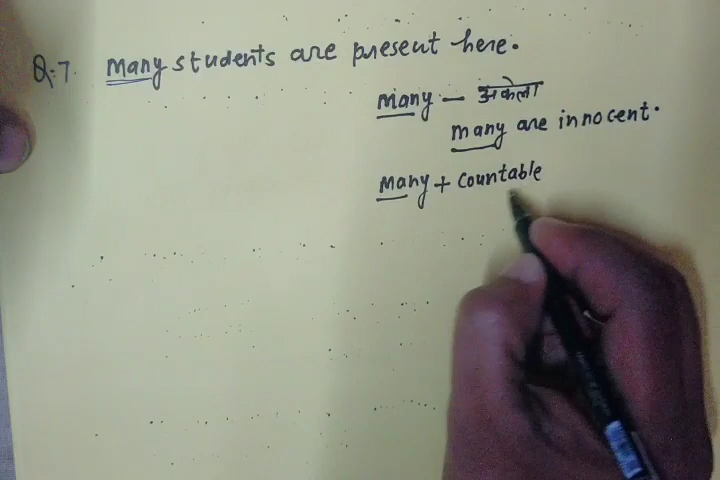 Q.7. many students are present here.
many — अकेला
many are innocent.
many + countable